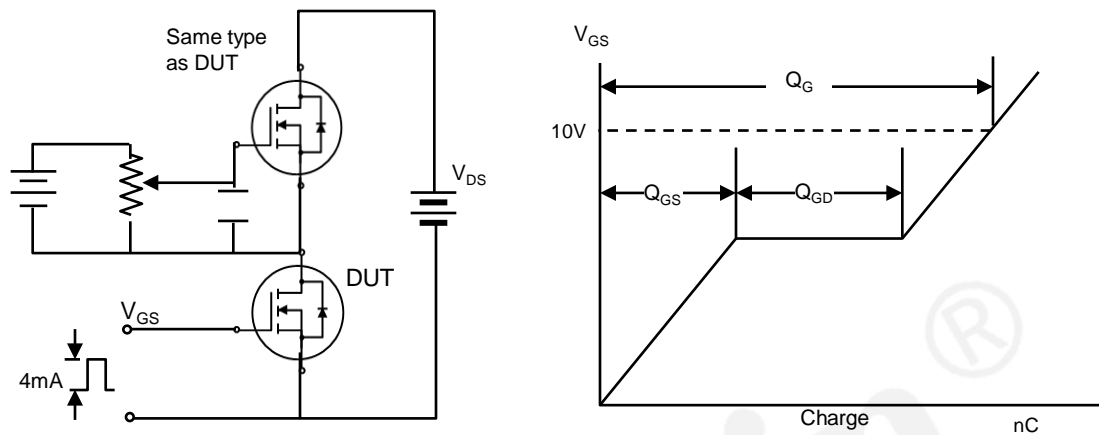 Same type
as DUT
V_DS
DUT
V_GS
4mA
V_GS
Q_G
10V
Q_GS
Q_GD
Charge
nC
®